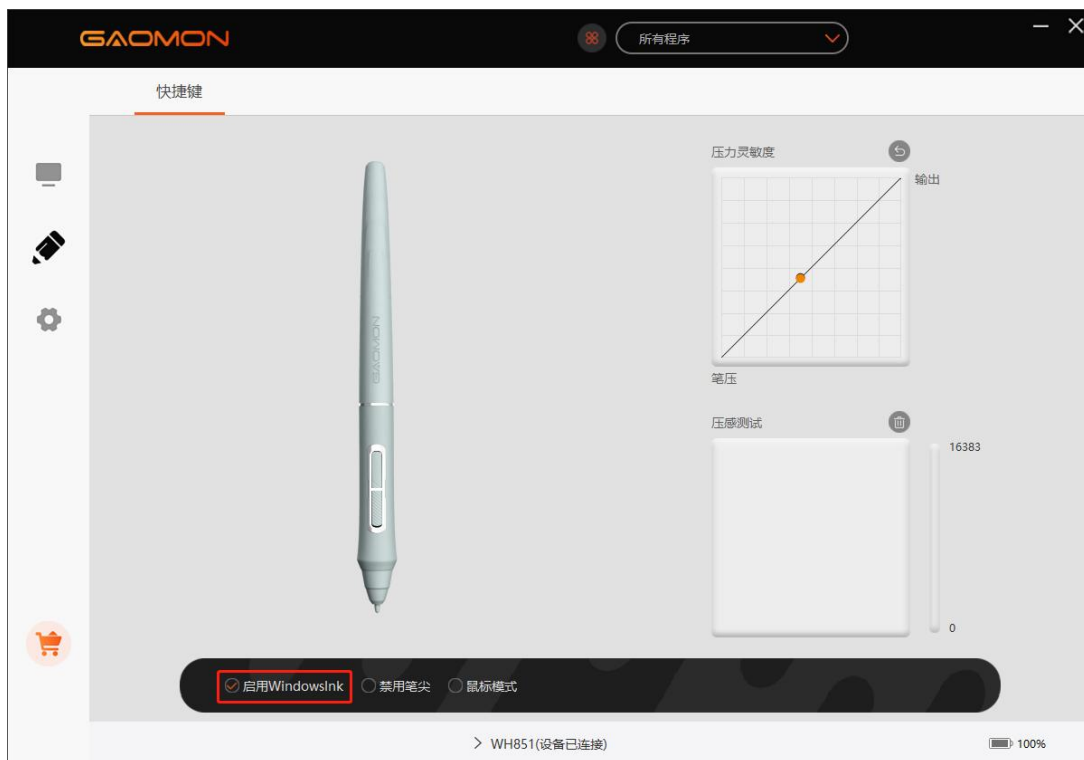 GAOMON
所有程序
快捷键
压力灵敏度
输出
GAOMON
笔压
压感测试
16383
0
启用WindowsInk 禁用笔尖 鼠标模式
WH851(设备已连接)
100%